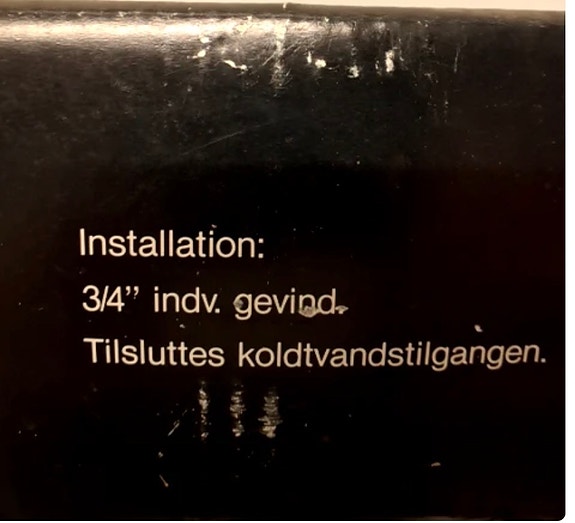 Installation:
3/4” indv. gevind.
Tilsluttes koldtvandstilgangen.